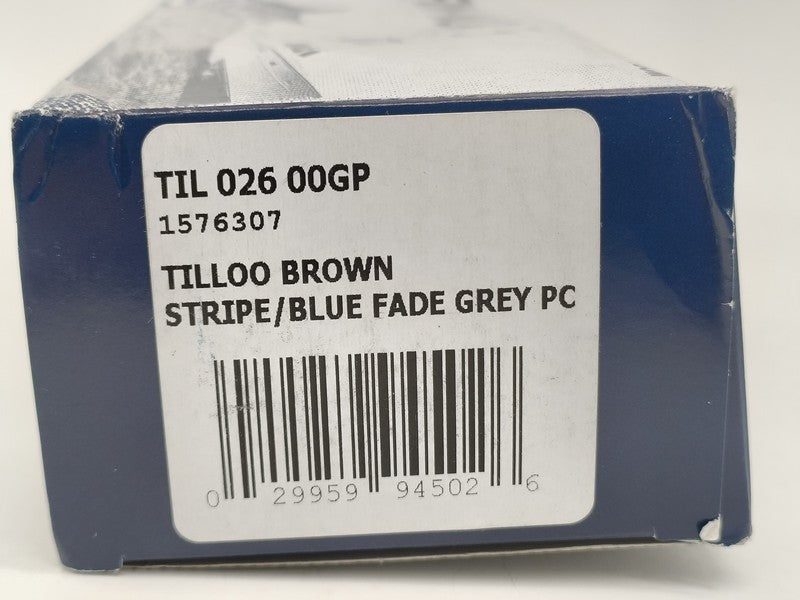 TIL 026 00GP
1576307
TILLOO BROWN
STRIPE/BLUE FADE GREY PC
0 29959 94502 6